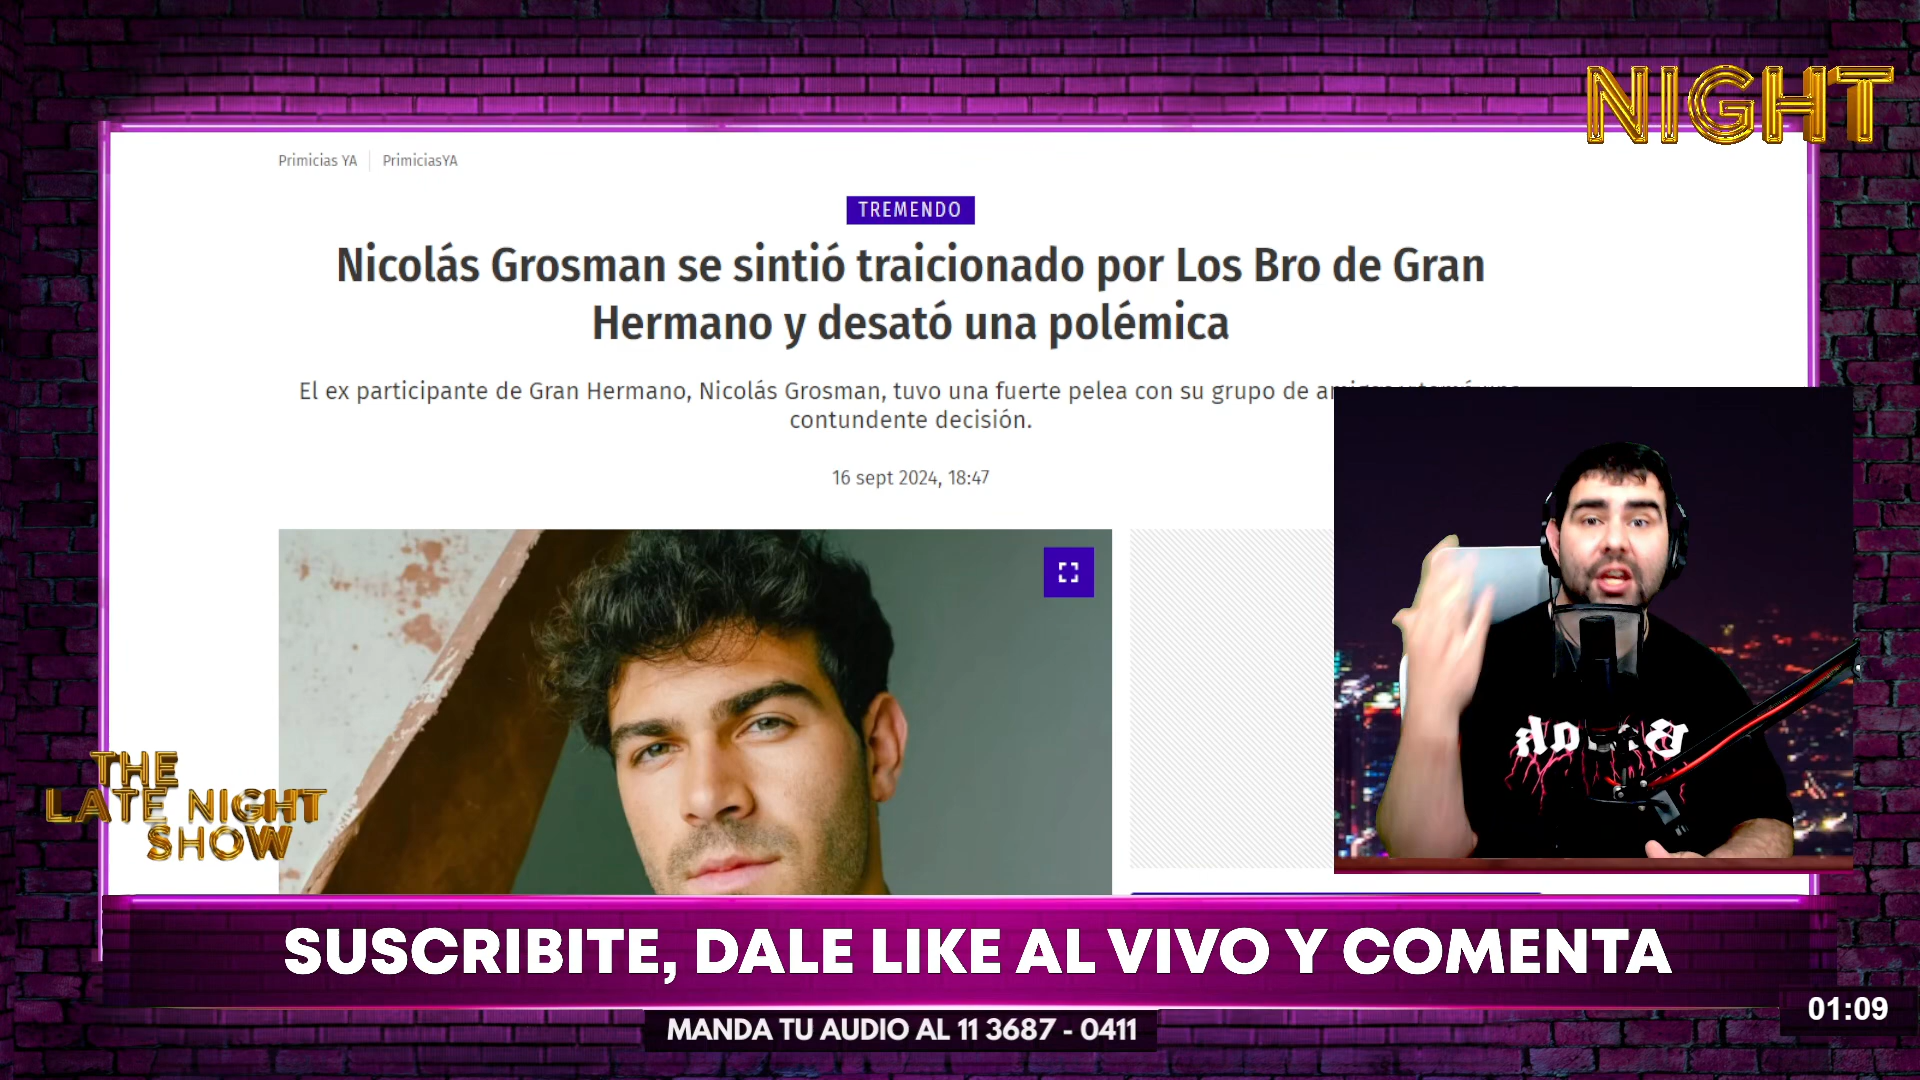 NIGHT
Primicias YA | PrimiciasYA
TREMENDO
Nicolás Grosman se sintió traicionado por Los Bro de Gran
Hermano y desató una polémica
El ex participante de Gran Hermano, Nicolás Grosman, tuvo una fuerte pelea con su grupo de
contundente decisión.
16 sept 2024, 18:47
THE
LATE NIGHT
SHOW
SUSCRIBITE, DALE LIKE AL VIVO Y COMENTA
01:09
MANDA TU AUDIO AL 11 3687 - 0411